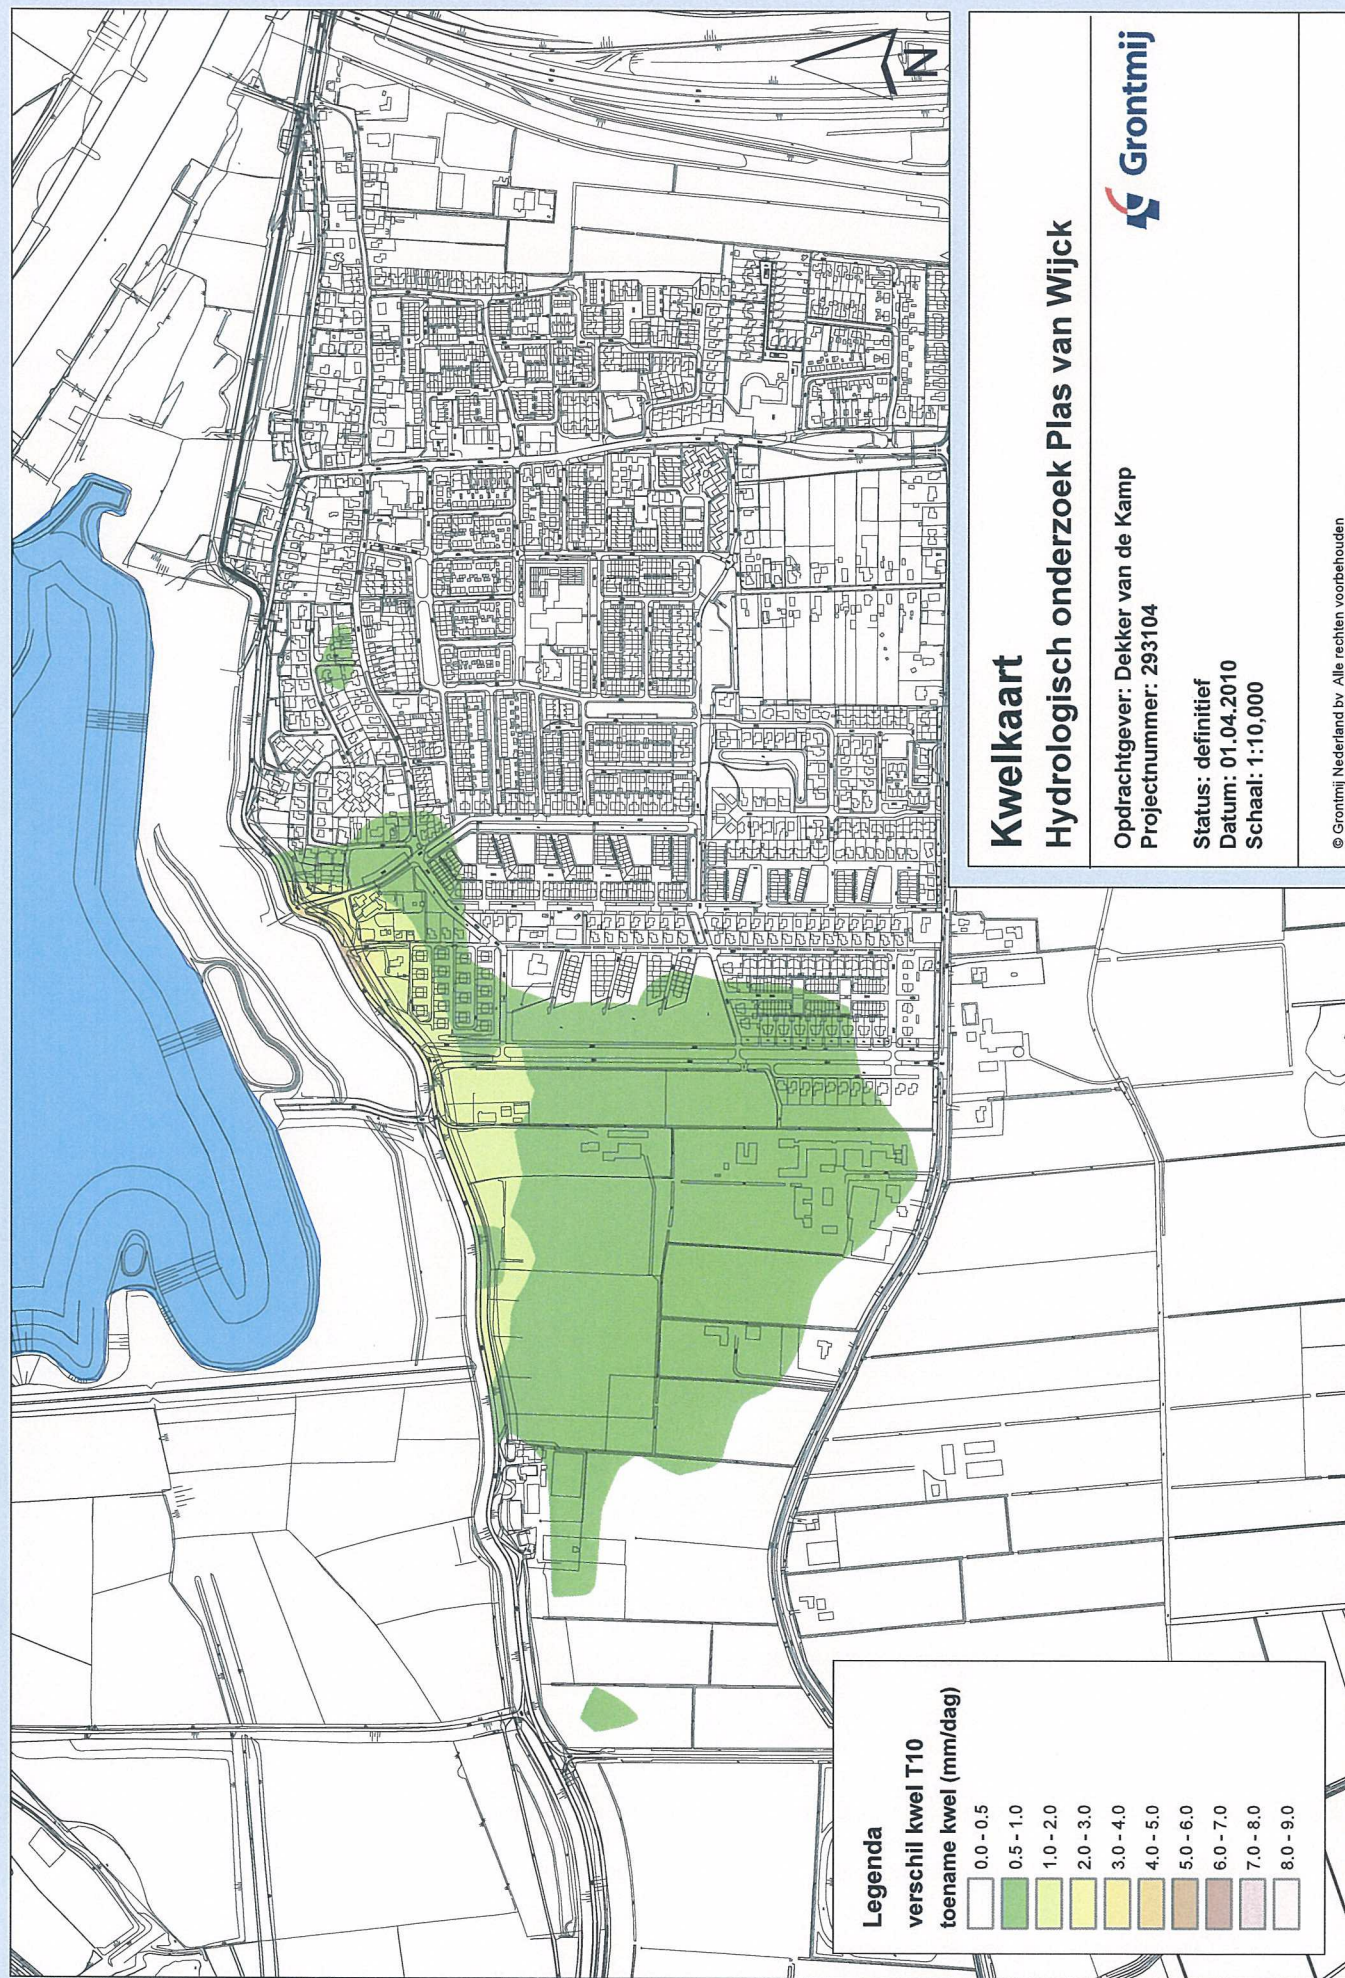 N
Kwelkaart
Hydrologisch onderzoek Plas van Wijck
Opdrachtgever: Dekker van de Kamp
Projectnummer: 293104
Status: definitief
Datum: 01.04.2010
Schaal: 1:10,000
Grontmij
© Grontmij Nederland bv Alle rechten voorbehouden
Legenda
verschil kwel T10
toename kwel (mm/dag)
0.0 - 0.5
0.5 - 1.0
1.0 - 2.0
2.0 - 3.0
3.0 - 4.0
4.0 - 5.0
5.0 - 6.0
6.0 - 7.0
7.0 - 8.0
8.0 - 9.0